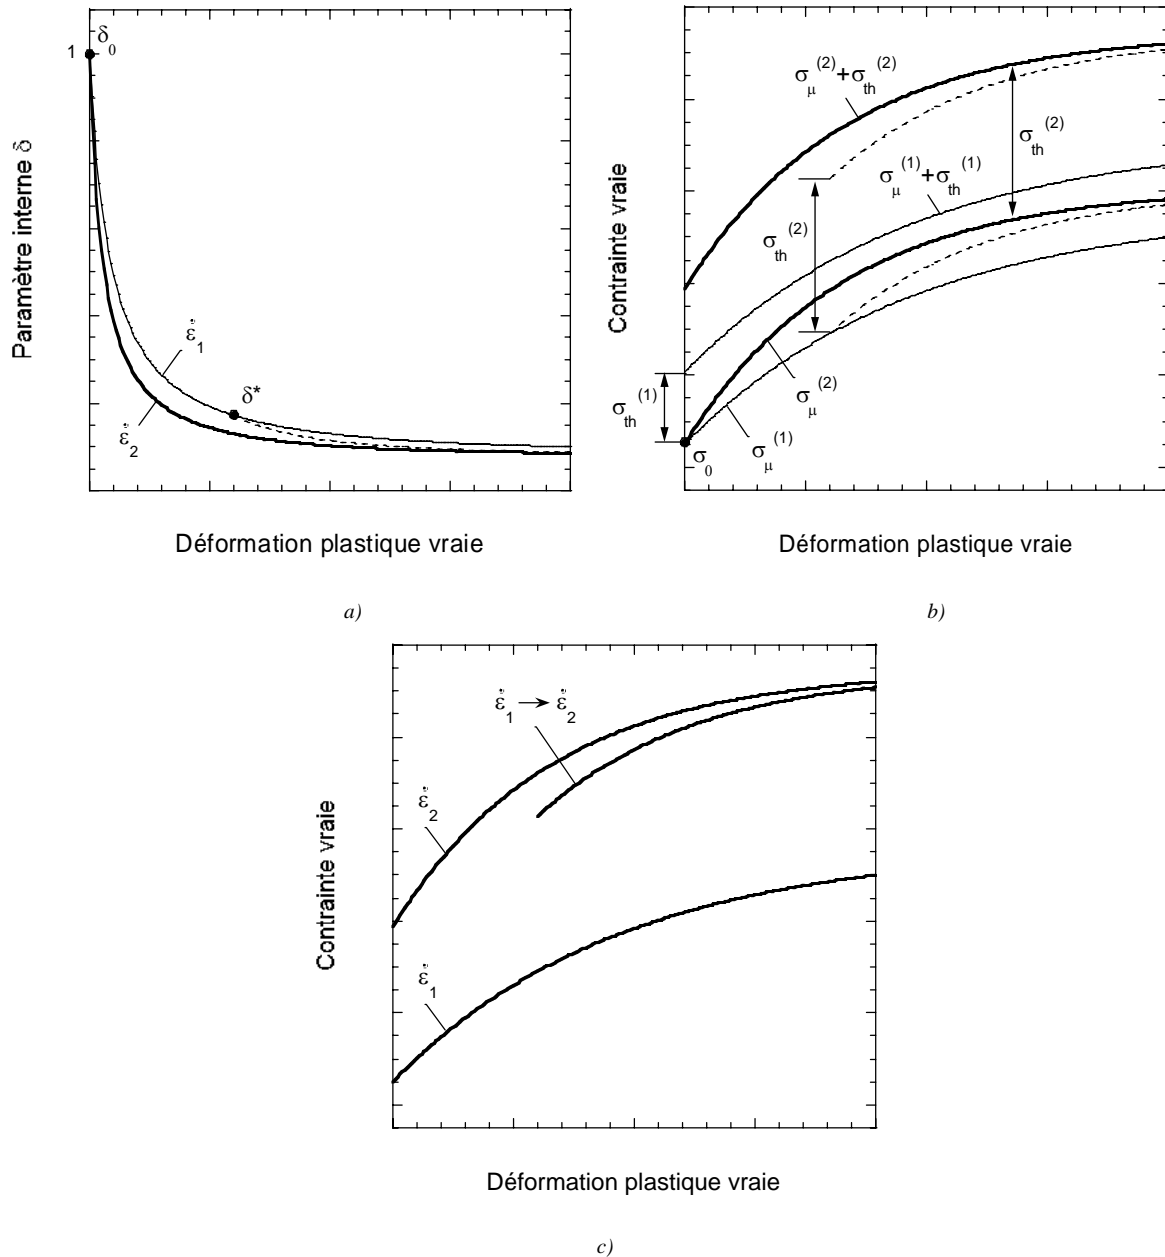 δ0
1
Paramètre interne δ
ε̇1
δ*
ε̇2
Déformation plastique vraie
a)
σμ(2)+σth(2)
σth(2)
σμ(1)+σth(1)
σth(2)
Contrainte vraie
σth(1)
σμ(2)
σ0
σμ(1)
Déformation plastique vraie
b)
ε̇1 → ε̇2
ε̇2
Contrainte vraie
ε̇1
Déformation plastique vraie
c)